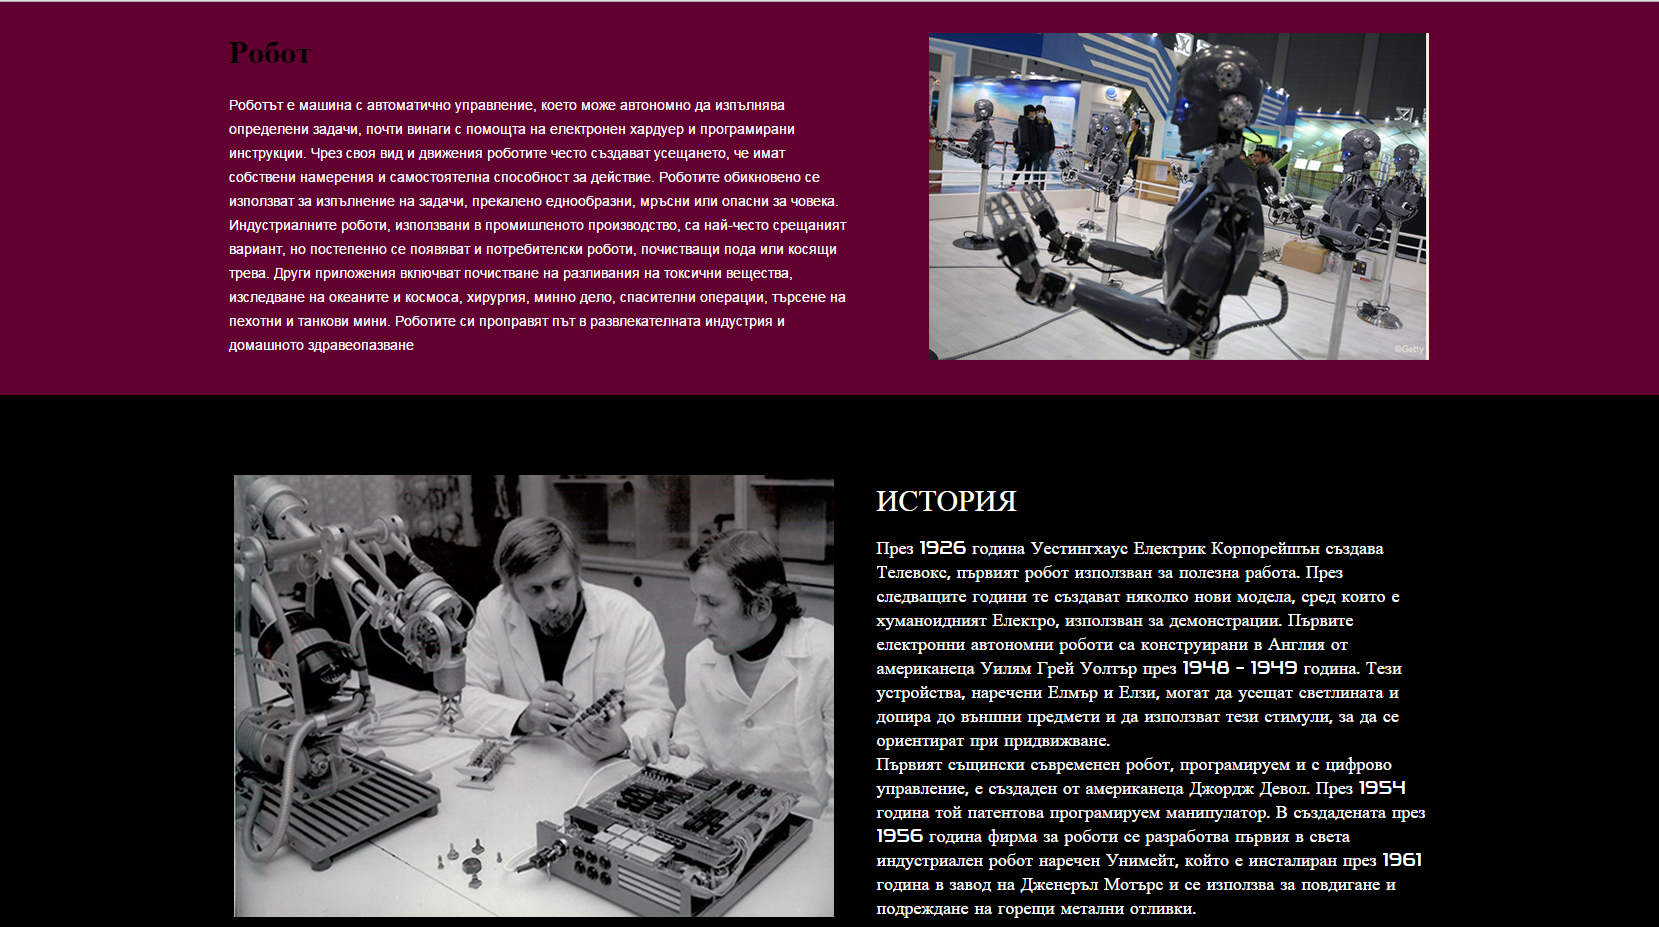 Робот
Роботът е машина с автоматично управление, което може автономно да изпълнява
определени задачи, почти винаги с помощта на електронен хардуер и програмирани
инструкции. Чрез своя вид и движения роботите често създават усещането, че имат
собствени намерения и самостоятелна способност за действие. Роботите обикновено се
използват за изпълнение на задачи, прекалено еднообразни, мръсни или опасни за човека.
Индустриалните роботи, използвани в промишленото производство, са най-често срещаният
вариант, но постепенно се появяват и потребителски роботи, почистващи пода или косящи
трева. Други приложения включват почистване на разливания на токсични вещества,
изследване на океаните и космоса, хирургия, минно дело, спасителни операции, търсене на
пехотни и танкови мини. Роботите си проправят път в развлекателната индустрия и
домашното здравеопазване
©Getty
ИСТОРИЯ
През 1926 година Уестингхаус Електрик Корпорейшън създава
Телевокс, първият робот използван за полезна работа. През
следващите години те създават няколко нови модела, сред които е
хуманоидният Електро, използван за демонстрации. Първите
електронни автономни роботи са конструирани в Англия от
американеца Уилям Грей Уолтър през 1948 - 1949 година. Тези
устройства, наречени Елмър и Елзи, могат да усещат светлината и
допира до външни предмети и да използват тези стимули, за да се
ориентират при придвижване.
Първият същински съвременен робот, програмируем и с цифрово
управление, е създаден от американеца Джордж Девол. През 1954
година той патентова програмируем манипулатор. В създадената през
1956 година фирма за роботи се разработва първия в света
индустриален робот наречен Унимейт, който е инсталиран през 1961
година в завод на Дженеръл Мотърс и се използва за повдигане и
подреждане на горещи метални отливки.